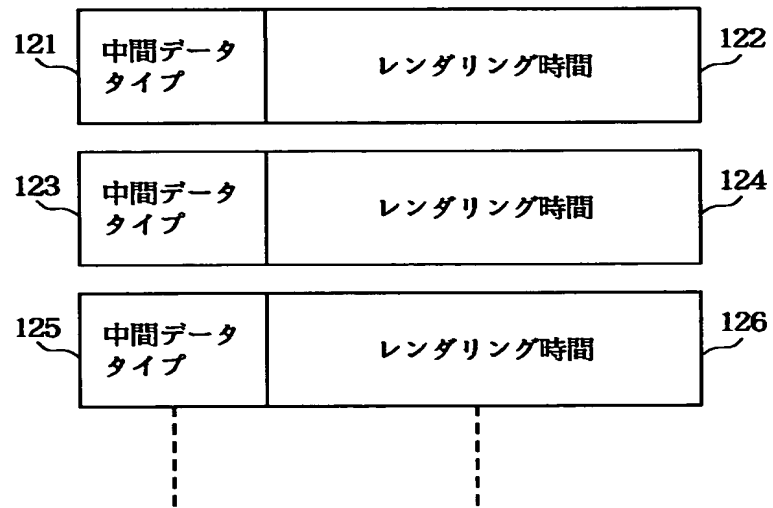 121
中間データ
タイプ
レンダリング時間
122
123
中間データ
タイプ
レンダリング時間
124
125
中間データ
タイプ
レンダリング時間
126